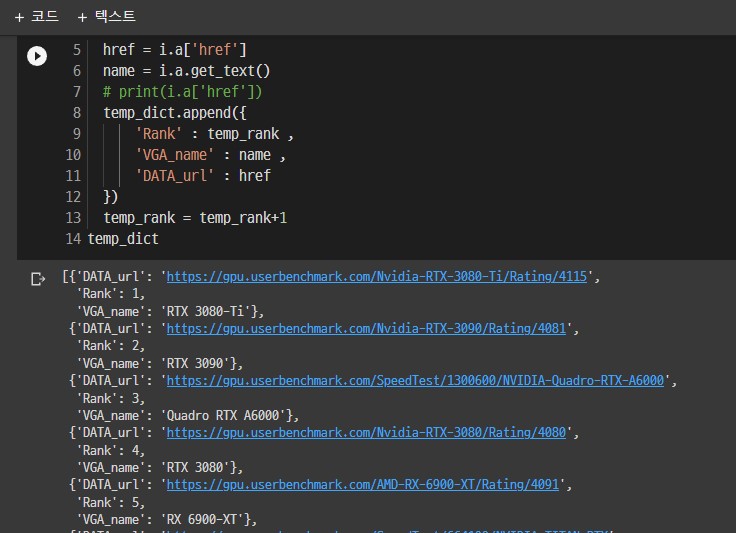 + 코드 + 텍스트
5 href = i.a['href']
6 name = i.a.get_text()
7 # print(i.a['href'])
8 temp_dict.append({
9 'Rank' : temp_rank ,
10 'VGA_name' : name ,
11 'DATA_url' : href
12 })
13 temp_rank = temp_rank+1
14 temp_dict
[{'DATA_url': 'https://gpu.userbenchmark.com/Nvidia-RTX-3080-Ti/Rating/4115',
'Rank': 1,
'VGA_name': 'RTX 3080-Ti'},
{'DATA_url': 'https://gpu.userbenchmark.com/Nvidia-RTX-3090/Rating/4081',
'Rank': 2,
'VGA_name': 'RTX 3090'},
{'DATA_url': 'https://gpu.userbenchmark.com/SpeedTest/1300600/NVIDIA-Quadro-RTX-A6000',
'Rank': 3,
'VGA_name': 'Quadro RTX A6000'},
{'DATA_url': 'https://gpu.userbenchmark.com/Nvidia-RTX-3080/Rating/4080',
'Rank': 4,
'VGA_name': 'RTX 3080'},
{'DATA_url': 'https://gpu.userbenchmark.com/AMD-RX-6900-XT/Rating/4091',
'Rank': 5,
'VGA_name': 'RX 6900-XT'},